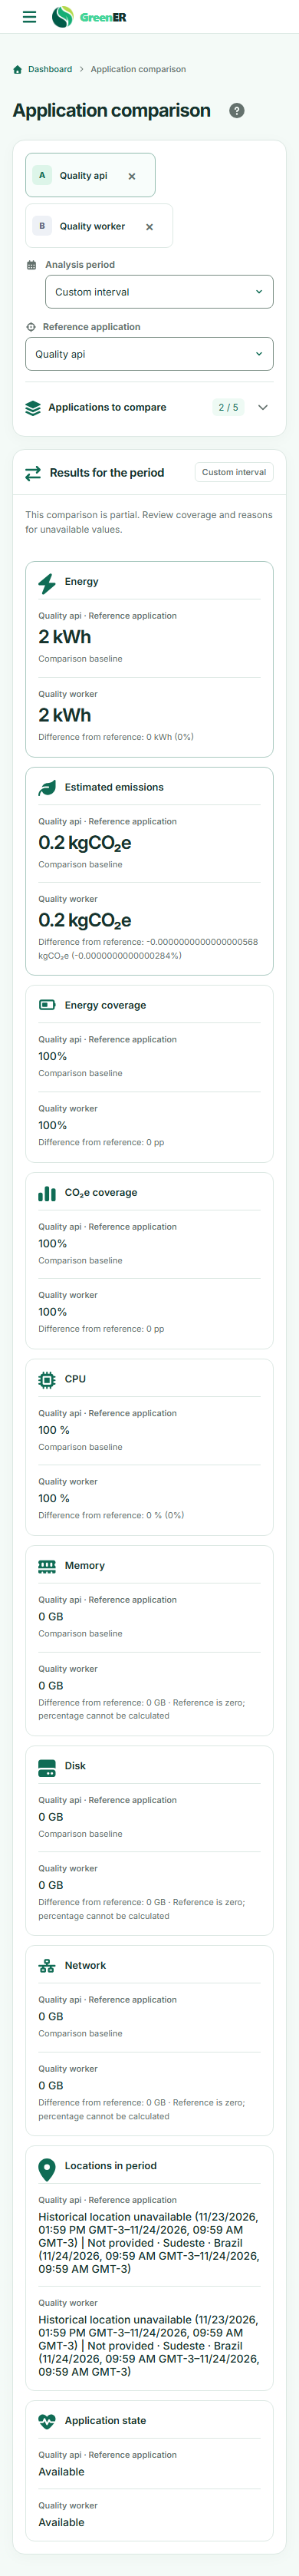 GreenER
Dashboard > Application comparison
Application comparison ?
A Quality api ×
B Quality worker ×
Analysis period
Custom interval
Reference application
Quality api
Applications to compare 2 / 5
Results for the period Custom interval
This comparison is partial. Review coverage and reasons
for unavailable values.
Energy
Quality api · Reference application
2 kWh
Comparison baseline
Quality worker
2 kWh
Difference from reference: 0 kWh (0%)
Estimated emissions
Quality api · Reference application
0.2 kgCO₂e
Comparison baseline
Quality worker
0.2 kgCO₂e
Difference from reference: -0.0000000000000000568
kgCO₂e (-0.0000000000000284%)
Energy coverage
Quality api · Reference application
100%
Comparison baseline
Quality worker
100%
Difference from reference: 0 pp
CO₂e coverage
Quality api · Reference application
100%
Comparison baseline
Quality worker
100%
Difference from reference: 0 pp
CPU
Quality api · Reference application
100 %
Comparison baseline
Quality worker
100 %
Difference from reference: 0 % (0%)
Memory
Quality api · Reference application
0 GB
Comparison baseline
Quality worker
0 GB
Difference from reference: 0 GB · Reference is zero;
percentage cannot be calculated
Disk
Quality api · Reference application
0 GB
Comparison baseline
Quality worker
0 GB
Difference from reference: 0 GB · Reference is zero;
percentage cannot be calculated
Network
Quality api · Reference application
0 GB
Comparison baseline
Quality worker
0 GB
Difference from reference: 0 GB · Reference is zero;
percentage cannot be calculated
Locations in period
Quality api · Reference application
Historical location unavailable (11/23/2026,
01:59 PM GMT-3–11/24/2026, 09:59 AM
GMT-3) | Not provided · Sudeste · Brazil
(11/24/2026, 09:59 AM GMT-3–11/24/2026,
09:59 AM GMT-3)
Quality worker
Historical location unavailable (11/23/2026,
01:59 PM GMT-3–11/24/2026, 09:59 AM
GMT-3) | Not provided · Sudeste · Brazil
(11/24/2026, 09:59 AM GMT-3–11/24/2026,
09:59 AM GMT-3)
Application state
Quality api · Reference application
Available
Quality worker
Available